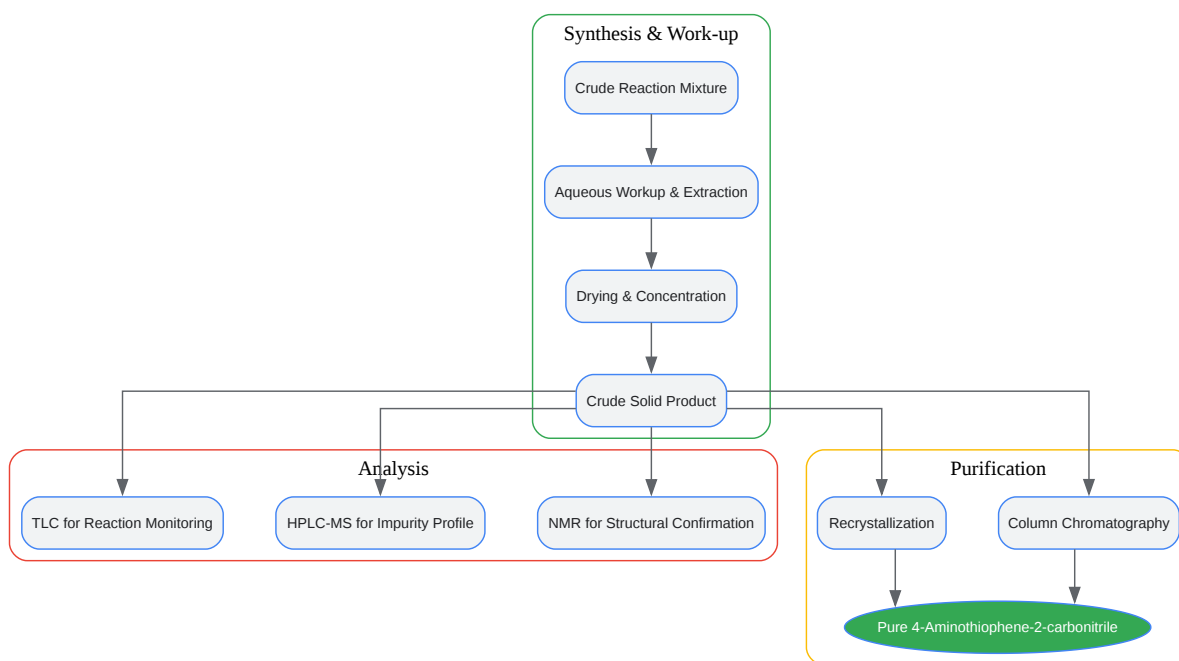 Synthesis & Work-up
Crude Reaction Mixture
Aqueous Workup & Extraction
Drying & Concentration
Crude Solid Product
Analysis
Purification
TLC for Reaction Monitoring
HPLC-MS for Impurity Profile
NMR for Structural Confirmation
Recrystallization
Column Chromatography
Pure 4-Aminothiophene-2-carbonitrile